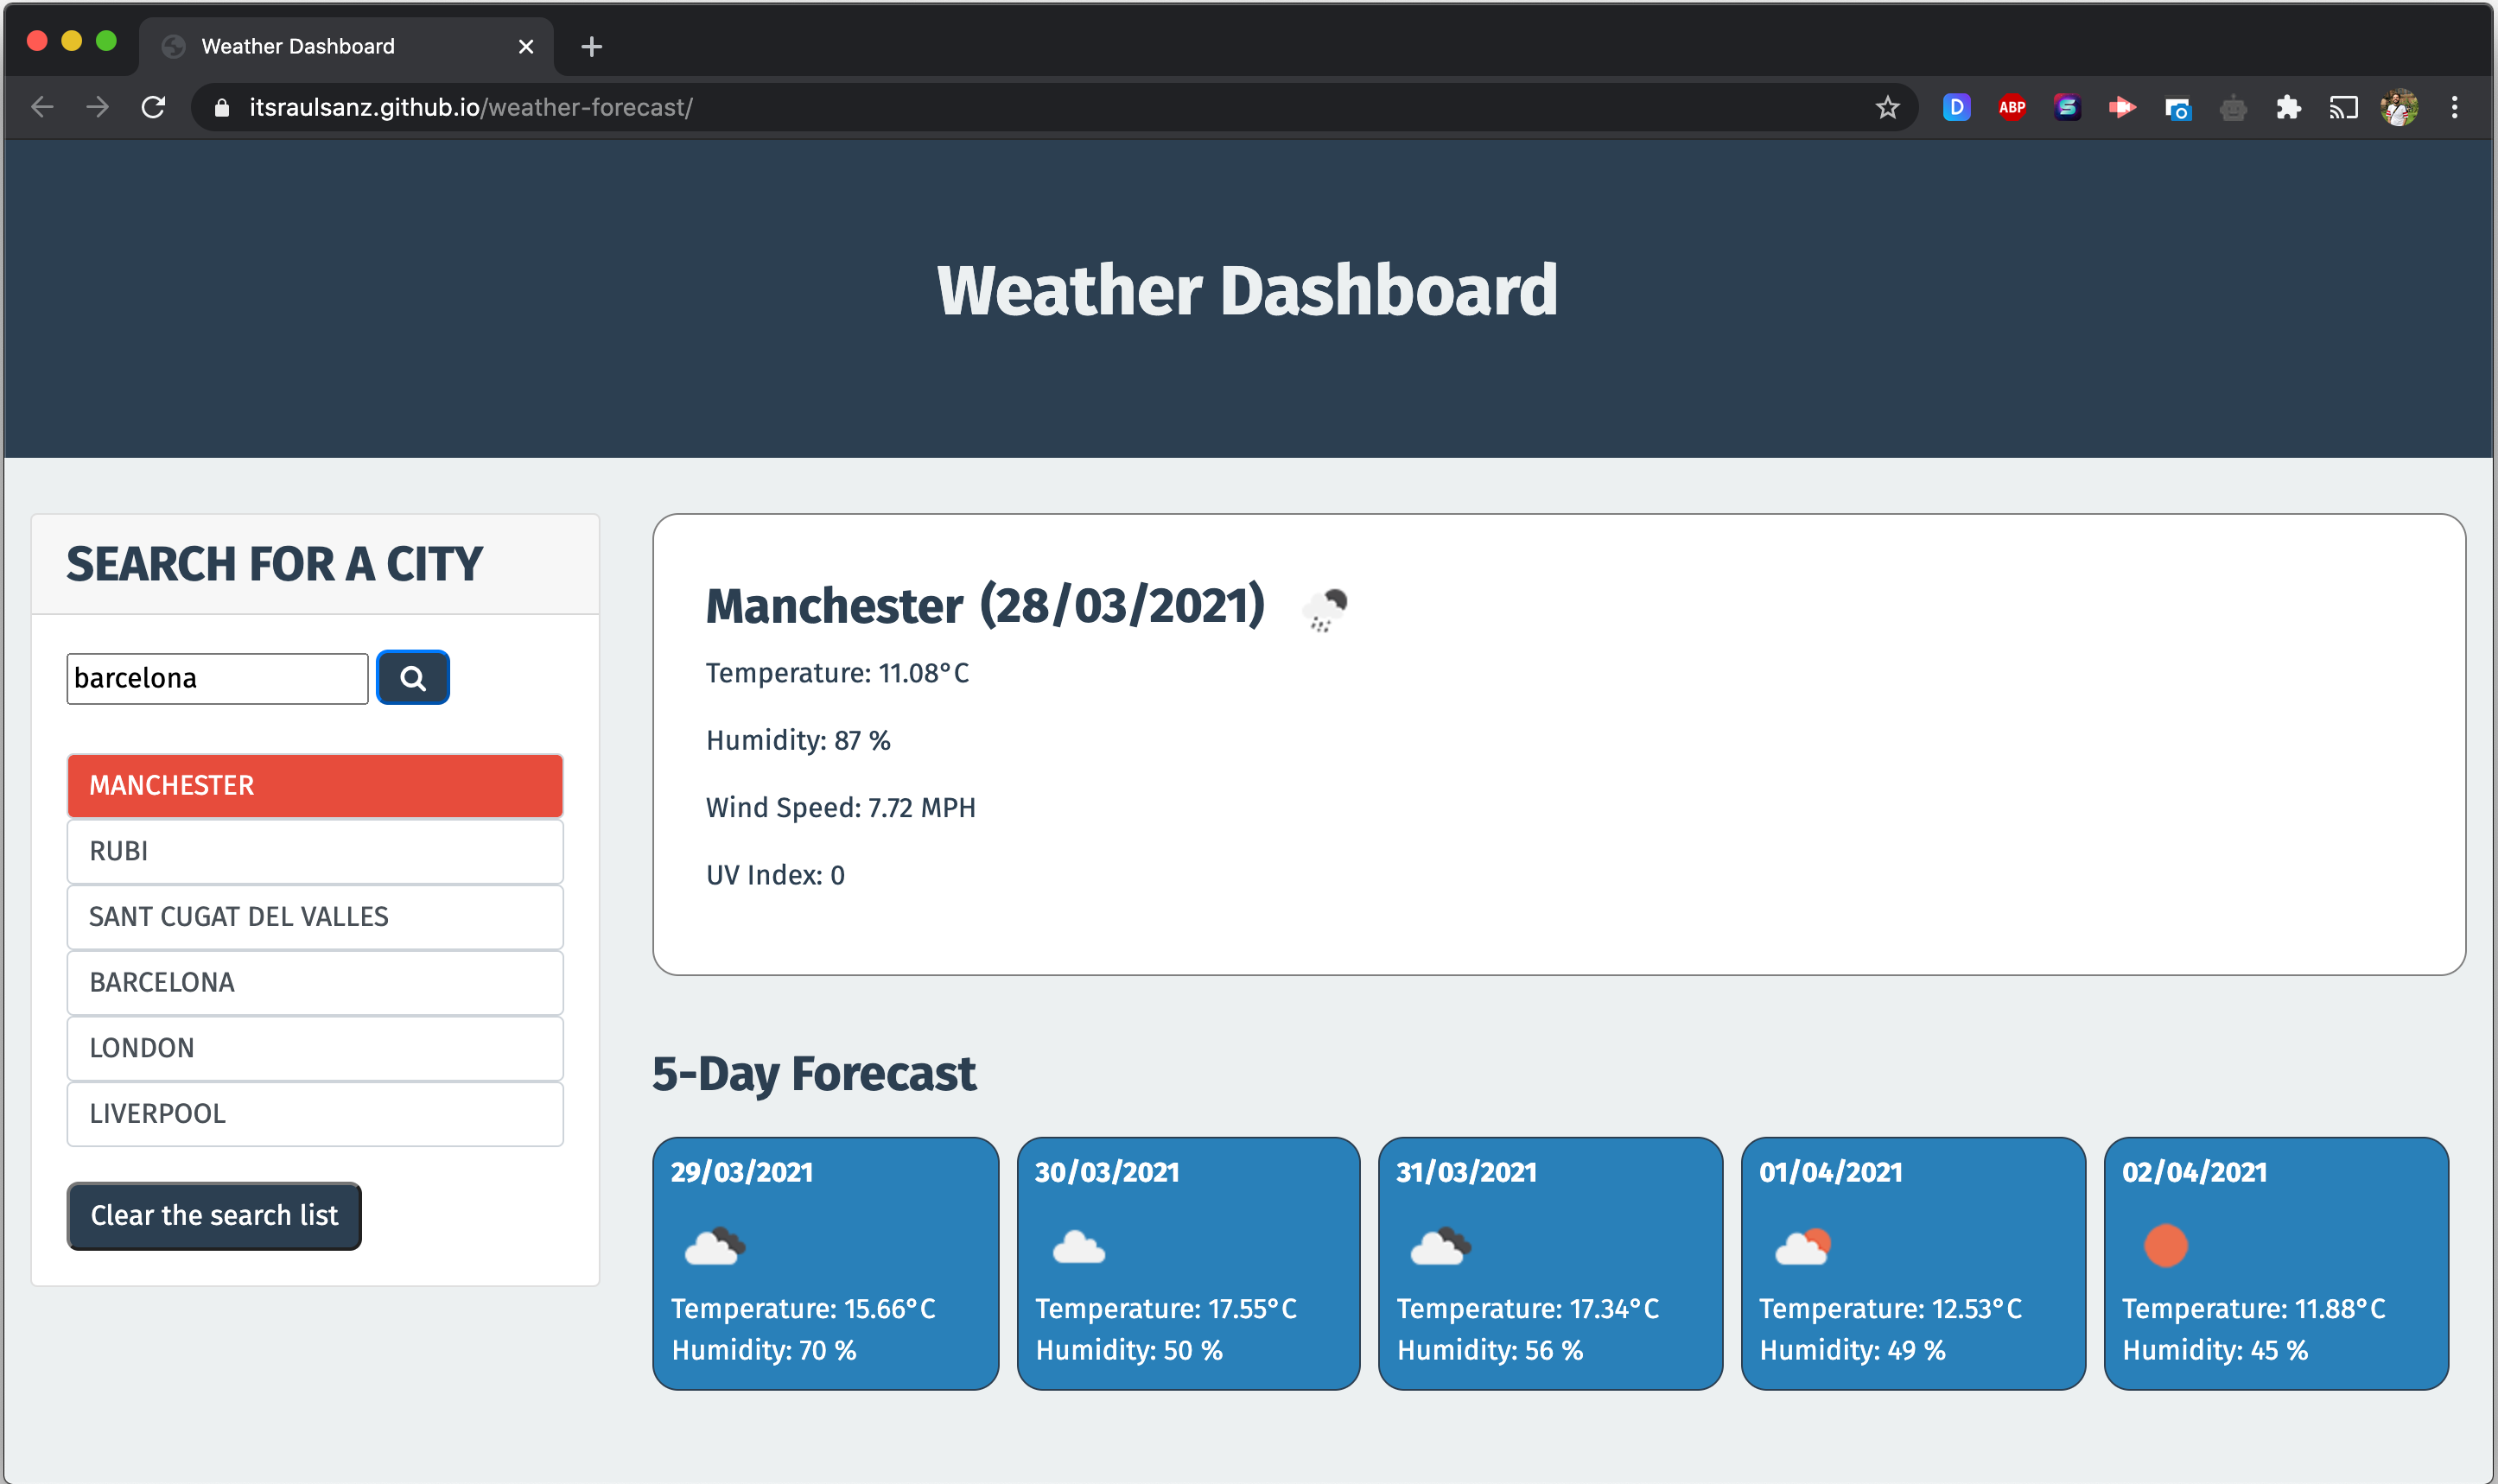 Weather Dashboard
itsraulsanz.github.io/weather-forecast/
D
ABP
S
Weather Dashboard
SEARCH FOR A CITY
barcelona
MANCHESTER
RUBI
SANT CUGAT DEL VALLES
BARCELONA
LONDON
LIVERPOOL
Clear the search list
Manchester (28/03/2021)
Temperature: 11.08°C
Humidity: 87 %
Wind Speed: 7.72 MPH
UV Index: 0
5-Day Forecast
29/03/2021
Temperature: 15.66°C
Humidity: 70 %
30/03/2021
Temperature: 17.55°C
Humidity: 50 %
31/03/2021
Temperature: 17.34°C
Humidity: 56 %
01/04/2021
Temperature: 12.53°C
Humidity: 49 %
02/04/2021
Temperature: 11.88°C
Humidity: 45 %